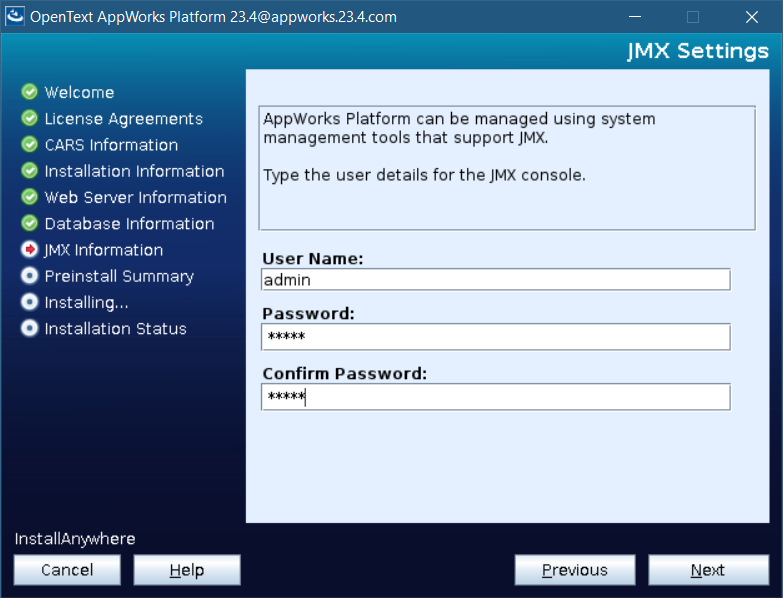 OpenText AppWorks Platform 23.4@appworks.23.4.com
JMX Settings
Welcome
License Agreements
CARS Information
Installation Information
Web Server Information
Database Information
JMX Information
Preinstall Summary
Installing...
Installation Status
AppWorks Platform can be managed using system
management tools that support JMX.
Type the user details for the JMX console.
User Name:
admin
Password:
*****
Confirm Password:
*****
InstallAnywhere
Cancel
Help
Previous
Next